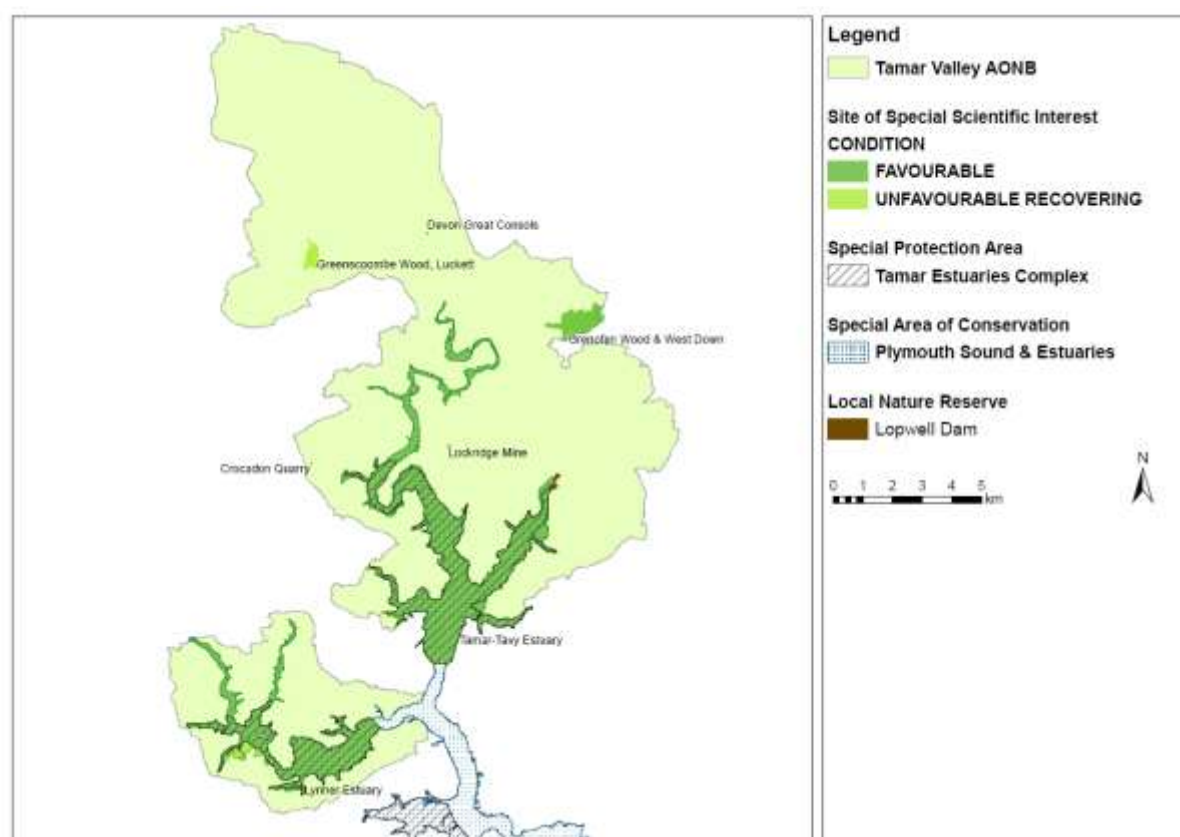 Devon Great Consols
Greenscoombe Wood, Luckett
Grenofan Wood & West Down
Lockridge Mine
Crocadon Quarry
Tamar-Tavy Estuary
Lynher Estuary
Legend
Tamar Valley AONB
Site of Special Scientific Interest
CONDITION
FAVOURABLE
UNFAVOURABLE RECOVERING
Special Protection Area
Tamar Estuaries Complex
Special Area of Conservation
Plymouth Sound & Estuaries
Local Nature Reserve
Lopwell Dam
N
0 1 2 3 4 5
km